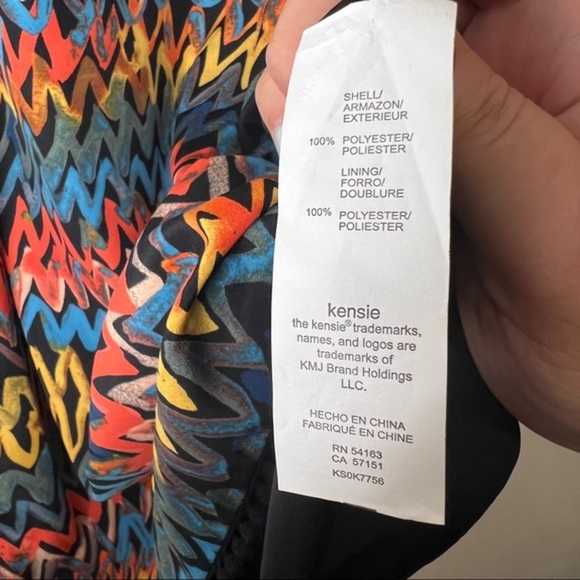 SHELL/
ARMAZON/
EXTERIEUR
100% POLYESTER/
POLIESTER
LINING/
FORRO/
DOUBLURE
100% POLYESTER/
POLIESTER
kensie
the kensie® trademarks,
names, and logos are
trademarks of
KMJ Brand Holdings
LLC.
HECHO EN CHINA
FABRIQUÉ EN CHINE
RN 54163
CA 57151
KS0K7756